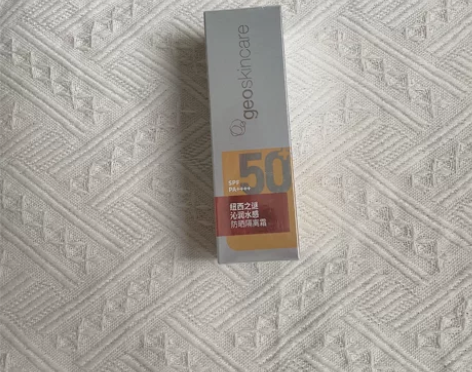 geoskincare
SPF 50+
PA++++
纽西之谜
沁润水感
防晒隔离霜